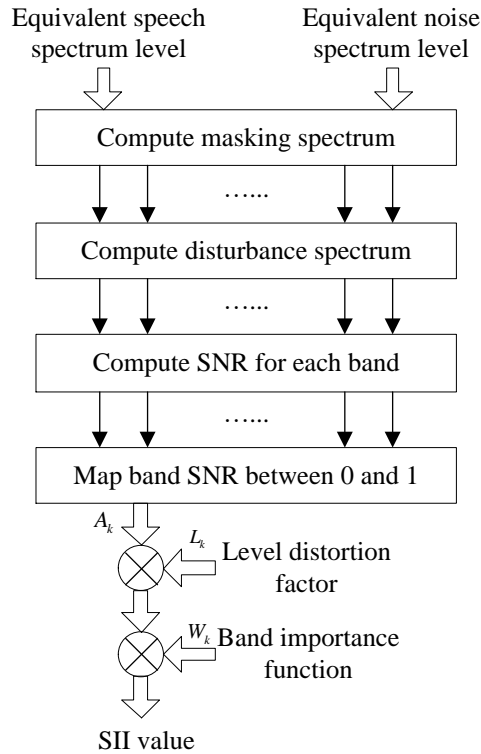 Equivalent speech
spectrum level
Equivalent noise
spectrum level
Compute masking spectrum
…...
Compute disturbance spectrum
…...
Compute SNR for each band
…...
Map band SNR between 0 and 1
A_k
L_k
Level distortion
factor
W_k
Band importance
function
SII value